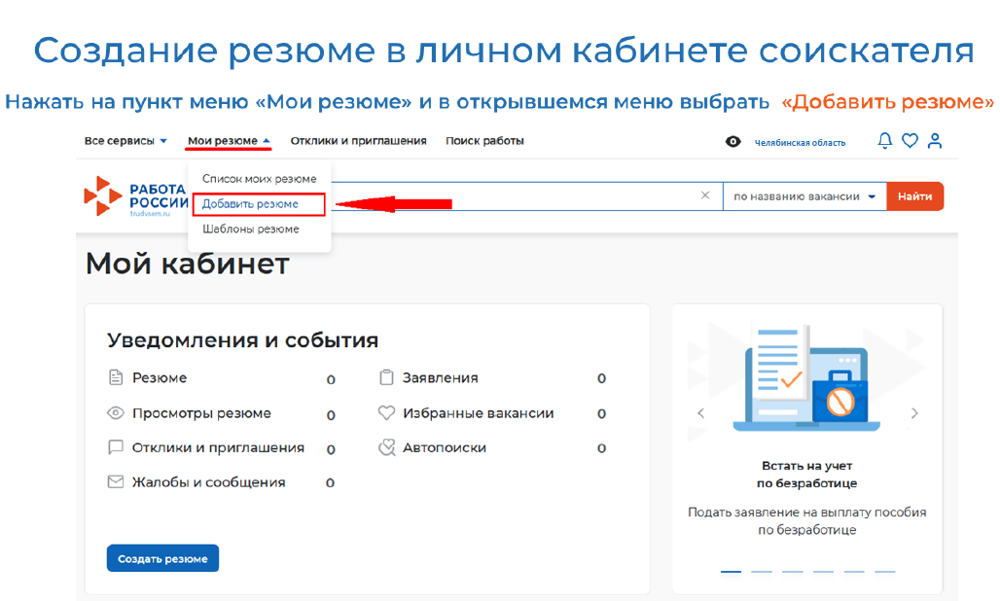 Создание резюме в личном кабинете соискателя
Нажать на пункт меню «Мои резюме» и в открывшемся меню выбрать «Добавить резюме»
Все сервисы Мои резюме Отклики и приглашения Поиск работы Челябинская область
Список моих резюме
Добавить резюме
Шаблоны резюме
РАБОТА
РОССИИ
trudvsem.ru
по названию вакансии Найти
Мой кабинет
Уведомления и события
Резюме 0 Заявления 0
Просмотры резюме 0 Избранные вакансии 0
Отклики и приглашения 0 Автопоиски 0
Жалобы и сообщения 0
Создать резюме
Встать на учет
по безработице
Подать заявление на выплату пособия
по безработице